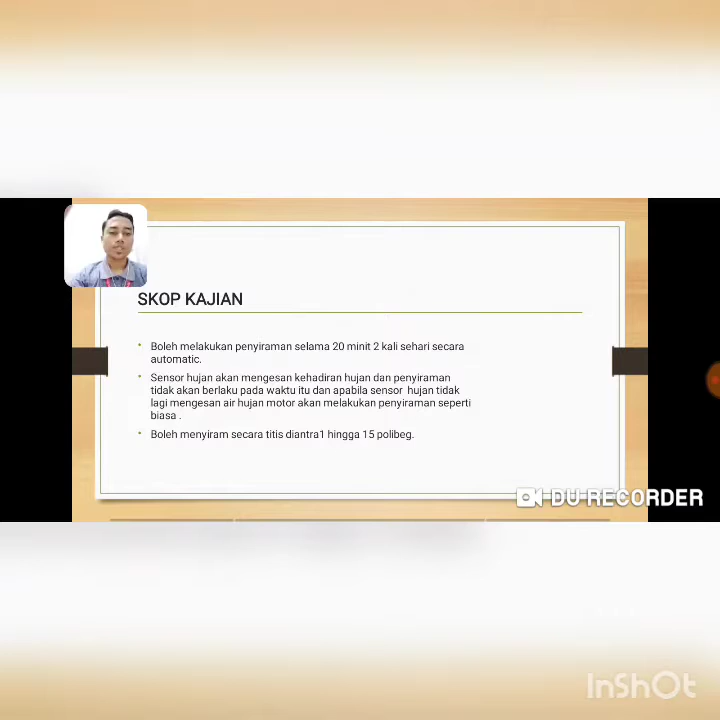 SKOP KAJIAN
• Boleh melakukan penyiraman selama 20 minit 2 kali sehari secara
automatic.
• Sensor hujan akan mengesan kehadiran hujan dan penyiraman
tidak akan berlaku pada waktu itu dan apabila sensor hujan tidak
lagi mengesan air hujan motor akan melakukan penyiraman seperti
biasa .
• Boleh menyiram secara titis diantra1 hingga 15 polibeg.
DU RECORDER
InShOt